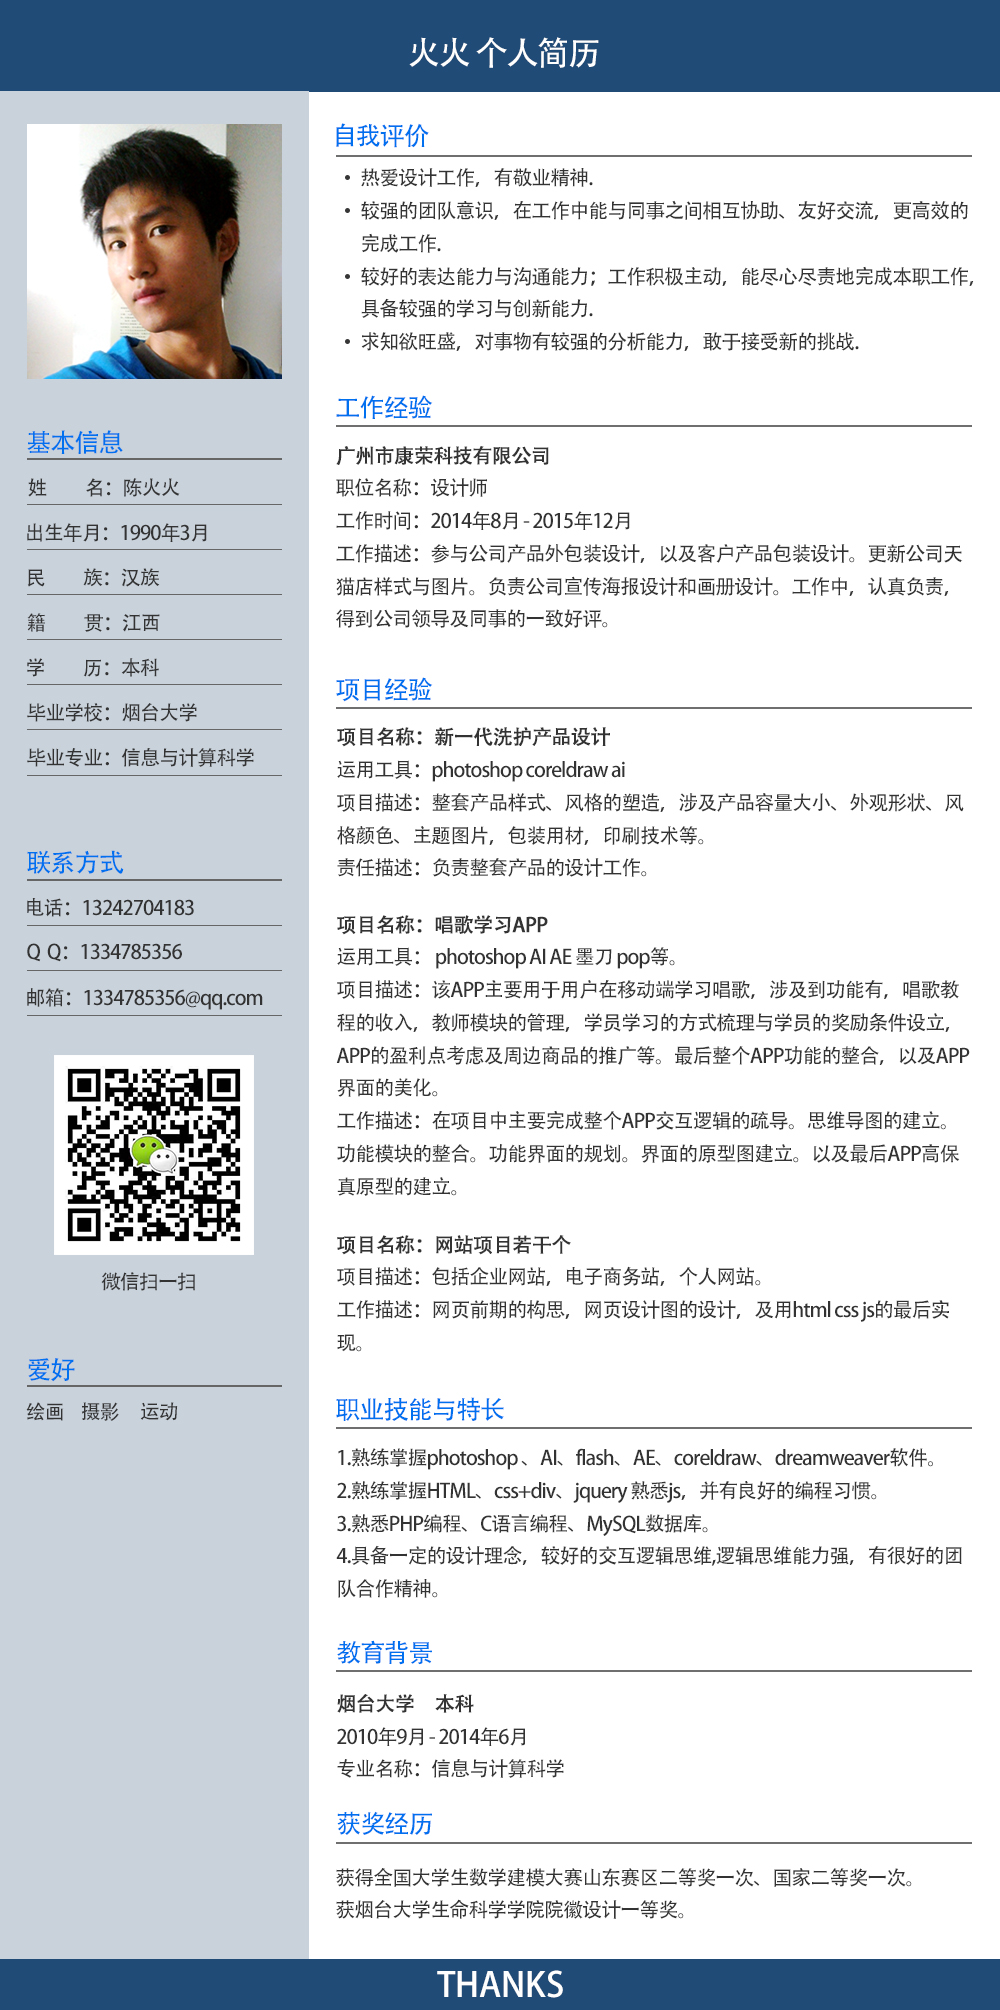 火火 个人简历
基本信息
姓 名：陈火火
出生年月：1990年3月
民 族：汉族
籍 贯：江西
学 历：本科
毕业学校：烟台大学
毕业专业：信息与计算科学
联系方式
电话：13242704183
Q Q：1334785356
邮箱：1334785356@qq.com
微信扫一扫
爱好
绘画 摄影 运动
自我评价
• 热爱设计工作，有敬业精神.
• 较强的团队意识，在工作中能与同事之间相互协助、友好交流，更高效的
完成工作.
• 较好的表达能力与沟通能力；工作积极主动，能尽心尽责地完成本职工作，
具备较强的学习与创新能力.
• 求知欲旺盛，对事物有较强的分析能力，敢于接受新的挑战.
工作经验
广州市康荣科技有限公司
职位名称：设计师
工作时间：2014年8月 - 2015年12月
工作描述：参与公司产品外包装设计，以及客户产品包装设计。更新公司天
猫店样式与图片。负责公司宣传海报设计和画册设计。工作中，认真负责，
得到公司领导及同事的一致好评。
项目经验
项目名称：新一代洗护产品设计
运用工具：photoshop coreldraw ai
项目描述：整套产品样式、风格的塑造，涉及产品容量大小、外观形状、风
格颜色、主题图片，包装用材，印刷技术等。
责任描述：负责整套产品的设计工作。
项目名称：唱歌学习APP
运用工具： photoshop AI AE 墨刀 pop等。
项目描述：该APP主要用于用户在移动端学习唱歌，涉及到功能有，唱歌教
程的收入，教师模块的管理，学员学习的方式梳理与学员的奖励条件设立，
APP的盈利点考虑及周边商品的推广等。最后整个APP功能的整合，以及APP
界面的美化。
工作描述：在项目中主要完成整个APP交互逻辑的疏导。思维导图的建立。
功能模块的整合。功能界面的规划。界面的原型图建立。以及最后APP高保
真原型的建立。
项目名称：网站项目若干个
项目描述：包括企业网站，电子商务站，个人网站。
工作描述：网页前期的构思，网页设计图的设计，及用html css js的最后实
现。
职业技能与特长
1.熟练掌握photoshop 、AI、flash、AE、coreldraw、dreamweaver软件。
2.熟练掌握HTML、css+div、jquery 熟悉js，并有良好的编程习惯。
3.熟悉PHP编程、C语言编程、MySQL数据库。
4.具备一定的设计理念，较好的交互逻辑思维,逻辑思维能力强，有很好的团
队合作精神。
教育背景
烟台大学 本科
2010年9月 - 2014年6月
专业名称：信息与计算科学
获奖经历
获得全国大学生数学建模大赛山东赛区二等奖一次、国家二等奖一次。
获烟台大学生命科学学院院徽设计一等奖。
THANKS